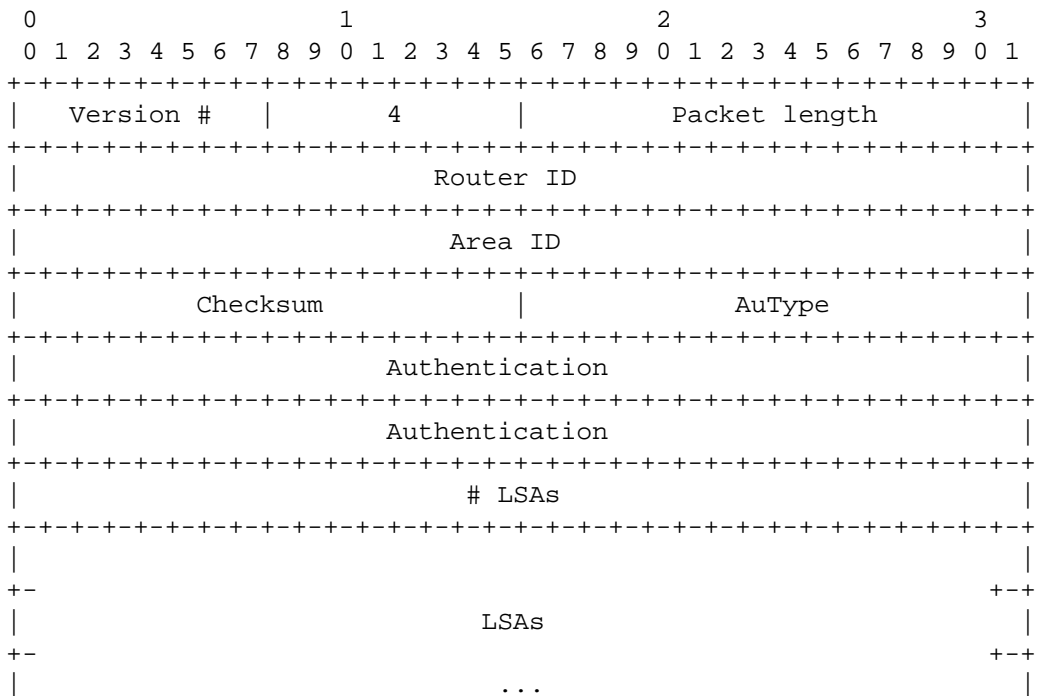 0                   1                   2                   3
 0 1 2 3 4 5 6 7 8 9 0 1 2 3 4 5 6 7 8 9 0 1 2 3 4 5 6 7 8 9 0 1
+-+-+-+-+-+-+-+-+-+-+-+-+-+-+-+-+-+-+-+-+-+-+-+-+-+-+-+-+-+-+-+-+
|   Version #   |       4       |         Packet length         |
+-+-+-+-+-+-+-+-+-+-+-+-+-+-+-+-+-+-+-+-+-+-+-+-+-+-+-+-+-+-+-+-+
|                          Router ID                            |
+-+-+-+-+-+-+-+-+-+-+-+-+-+-+-+-+-+-+-+-+-+-+-+-+-+-+-+-+-+-+-+-+
|                           Area ID                             |
+-+-+-+-+-+-+-+-+-+-+-+-+-+-+-+-+-+-+-+-+-+-+-+-+-+-+-+-+-+-+-+-+
|           Checksum            |             AuType            |
+-+-+-+-+-+-+-+-+-+-+-+-+-+-+-+-+-+-+-+-+-+-+-+-+-+-+-+-+-+-+-+-+
|                       Authentication                          |
+-+-+-+-+-+-+-+-+-+-+-+-+-+-+-+-+-+-+-+-+-+-+-+-+-+-+-+-+-+-+-+-+
|                       Authentication                          |
+-+-+-+-+-+-+-+-+-+-+-+-+-+-+-+-+-+-+-+-+-+-+-+-+-+-+-+-+-+-+-+-+
|                            # LSAs                             |
+-+-+-+-+-+-+-+-+-+-+-+-+-+-+-+-+-+-+-+-+-+-+-+-+-+-+-+-+-+-+-+-+
|                                                               |
+-                                                            +-+
|                             LSAs                              |
+-                                                            +-+
|                              ...                              |